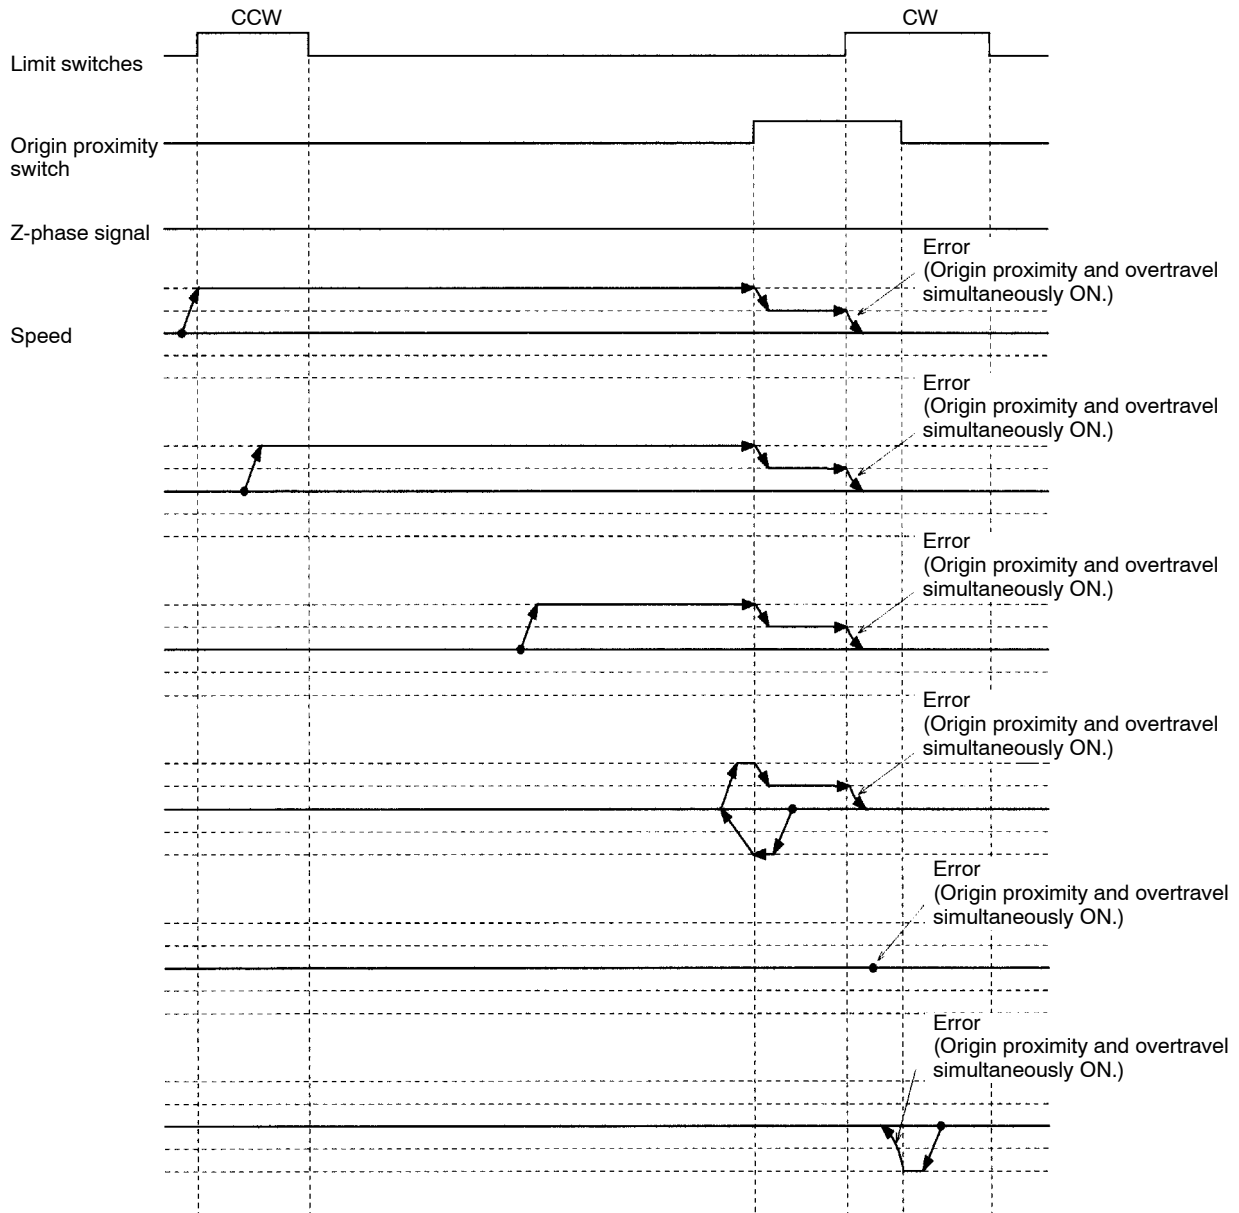 CCW
CW
Limit switches
Origin proximity
switch
Z-phase signal
Error
(Origin proximity and overtravel
simultaneously ON.)
Speed
Error
(Origin proximity and overtravel
simultaneously ON.)
Error
(Origin proximity and overtravel
simultaneously ON.)
Error
(Origin proximity and overtravel
simultaneously ON.)
Error
(Origin proximity and overtravel
simultaneously ON.)
Error
(Origin proximity and overtravel
simultaneously ON.)